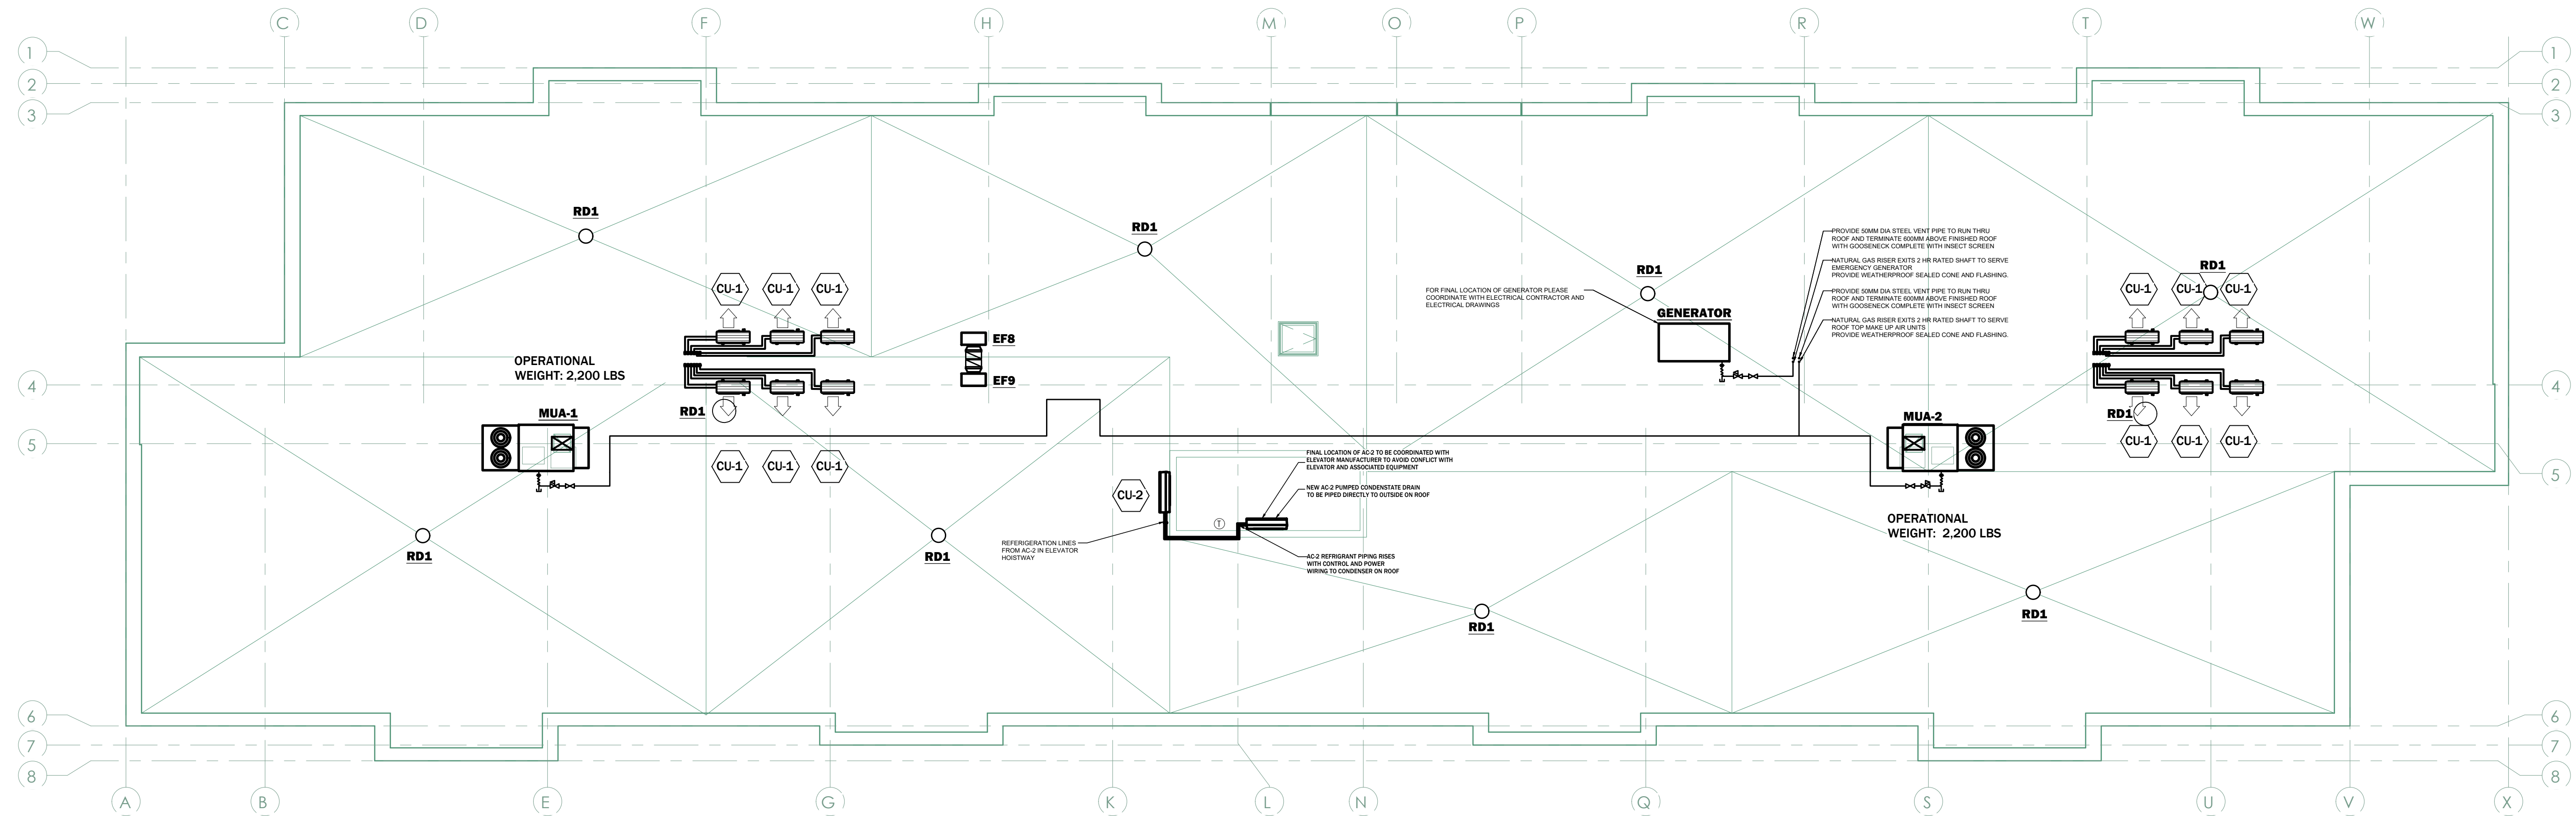 C
D
F
H
M
O
P
R
T
W
1
1
2
2
3
3
RD1
RD1
PROVIDE 50MM DIA STEEL VENT PIPE TO RUN THRU
ROOF AND TERMINATE 600MM ABOVE FINISHED ROOF
WITH GOOSENECK COMPLETE WITH INSECT SCREEN
NATURAL GAS RISER EXITS 2 HR RATED SHAFT TO SERVE
EMERGENCY GENERATOR
PROVIDE WEATHERPROOF SEALED CONE AND FLASHING.
PROVIDE 50MM DIA STEEL VENT PIPE TO RUN THRU
ROOF AND TERMINATE 600MM ABOVE FINISHED ROOF
WITH GOOSENECK COMPLETE WITH INSECT SCREEN
NATURAL GAS RISER EXITS 2 HR RATED SHAFT TO SERVE
ROOF TOP MAKE UP AIR UNITS
PROVIDE WEATHERPROOF SEALED CONE AND FLASHING.
RD1
RD1
CU-1
CU-1
CU-1
CU-1
CU-1
CU-1
FOR FINAL LOCATION OF GENERATOR PLEASE
COORDINATE WITH ELECTRICAL CONTRACTOR AND
ELECTRICAL DRAWINGS
GENERATOR
EF8
EF9
OPERATIONAL
WEIGHT: 2,200 LBS
4
4
RD1
RD1
MUA-1
MUA-2
5
5
CU-1
CU-1
CU-1
CU-1
CU-1
CU-1
FINAL LOCATION OF AC-2 TO BE COORDINATED WITH
ELEVATOR MANUFACTURER TO AVOID CONFLICT WITH
ELEVATOR AND ASSOCIATED EQUIPMENT
CU-2
NEW AC-2 PUMPED CONDENSTATE DRAIN
TO BE PIPED DIRECTLY TO OUTSIDE ON ROOF
T
OPERATIONAL
WEIGHT: 2,200 LBS
REFERIGERATION LINES
FROM AC-2 IN ELEVATOR
HOISTWAY
AC-2 REFRIGRANT PIPING RISES
WITH CONTROL AND POWER
WIRING TO CONDENSER ON ROOF
RD1
RD1
RD1
RD1
6
6
7
7
8
8
A
B
E
G
K
L
N
Q
S
U
V
X